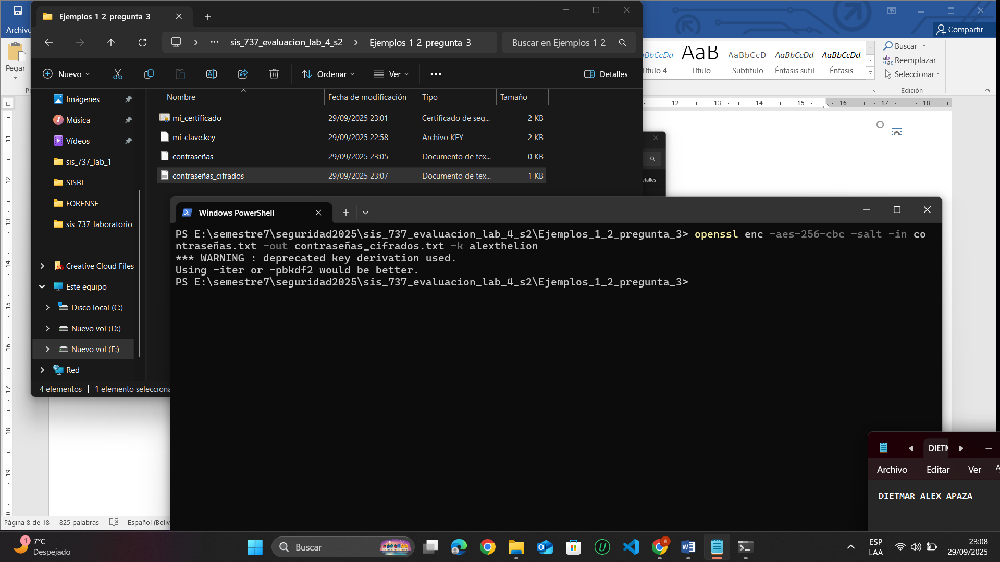 Ejemplos_1_2_pregunta_3
sis_737_evaluacion_lab_4_s2
Ejemplos_1_2_pregunta_3
Buscar en Ejemplos_1_2_
Nuevo
Ordenar
Ver
Detalles
Archivo
Pegar
Compartir
Título 4
AaB
Título
AaBbCcD
Subtítulo
AaBbCcDd
Énfasis sutil
AaBbCcDd
Énfasis
Buscar
Reemplazar
Seleccionar
Edición
12 13 14 15 16 17 18
Imágenes
Música
Vídeos
sis_737_lab_1
SISBI
FORENSE
sis_737_laboratorio_
Creative Cloud Files
Este equipo
Disco local (C:)
Nuevo vol (D:)
Nuevo vol (E:)
Red
4 elementos
1 elemento selecciona
Nombre Fecha de modificación Tipo Tamaño
mi_certificado 29/09/2025 23:01 Certificado de seg... 2 KB
mi_clave.key 29/09/2025 22:58 Archivo KEY 2 KB
contraseñas 29/09/2025 23:05 Documento de tex... 0 KB
contraseñas_cifrados 29/09/2025 23:07 Documento de tex... 1 KB
etalles
11
12
13
14
15
16
17
18
19
Windows PowerShell
PS E:\semestre7\seguridad2025\sis_737_evaluacion_lab_4_s2\Ejemplos_1_2_pregunta_3> openssl enc -aes-256-cbc -salt -in co
ntraseñas.txt -out contraseñas_cifrados.txt -k alexthelion
*** WARNING : deprecated key derivation used.
Using -iter or -pbkdf2 would be better.
PS E:\semestre7\seguridad2025\sis_737_evaluacion_lab_4_s2\Ejemplos_1_2_pregunta_3>
DIETM
Archivo Editar Ver
DIETMAR ALEX APAZA
Página 8 de 18 825 palabras Español (Boliv
1
7°C
Despejado
Buscar
ESP
LAA
23:08
29/09/2025